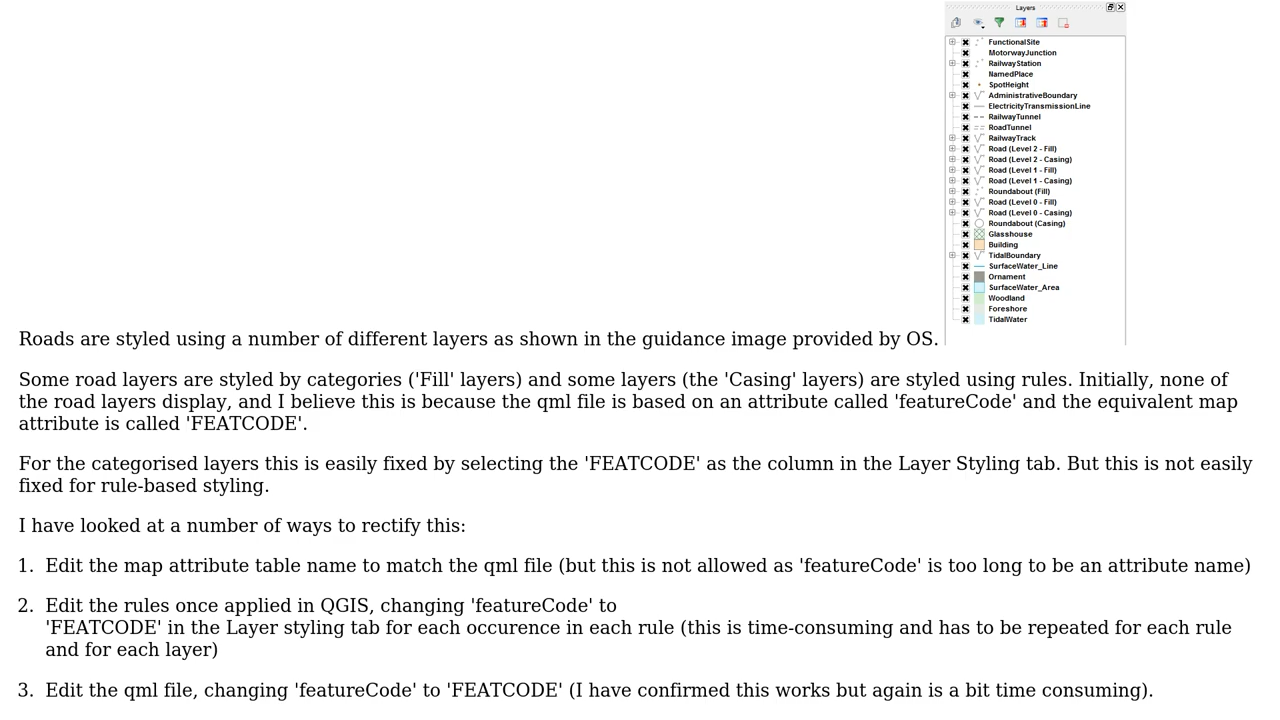 Layers
FunctionalSite
MotorwayJunction
RailwayStation
NamedPlace
SpotHeight
AdministrativeBoundary
ElectricityTransmissionLine
RailwayTunnel
RoadTunnel
RailwayTrack
Road (Level 2 - Fill)
Road (Level 2 - Casing)
Road (Level 1 - Fill)
Road (Level 1 - Casing)
Roundabout (Fill)
Road (Level 0 - Fill)
Road (Level 0 - Casing)
Roundabout (Casing)
Glasshouse
Building
TidalBoundary
SurfaceWater_Line
Ornament
SurfaceWater_Area
Woodland
Foreshore
TidalWater
Roads are styled using a number of different layers as shown in the guidance image provided by OS.
Some road layers are styled by categories ('Fill' layers) and some layers (the 'Casing' layers) are styled using rules. Initially, none of
the road layers display, and I believe this is because the qml file is based on an attribute called 'featureCode' and the equivalent map
attribute is called 'FEATCODE'.
For the categorised layers this is easily fixed by selecting the 'FEATCODE' as the column in the Layer Styling tab. But this is not easily
fixed for rule-based styling.
I have looked at a number of ways to rectify this:
1. Edit the map attribute table name to match the qml file (but this is not allowed as 'featureCode' is too long to be an attribute name)
2. Edit the rules once applied in QGIS, changing 'featureCode' to
'FEATCODE' in the Layer styling tab for each occurence in each rule (this is time-consuming and has to be repeated for each rule
and for each layer)
3. Edit the qml file, changing 'featureCode' to 'FEATCODE' (I have confirmed this works but again is a bit time consuming).